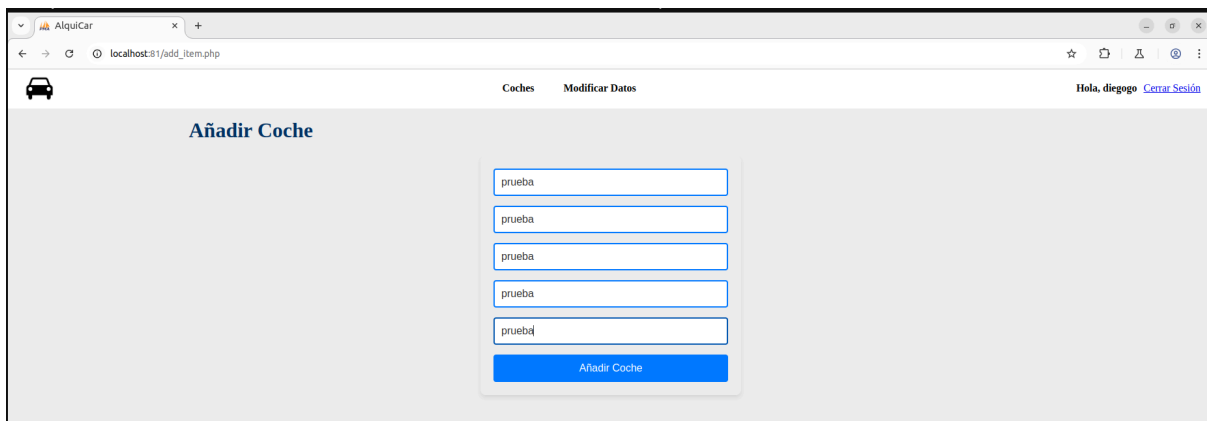 AlquiCar
localhost:81/add_item.php
Coches Modificar Datos Hola, diegogo Cerrar Sesión
Añadir Coche
prueba
prueba
prueba
prueba
prueba
Añadir Coche